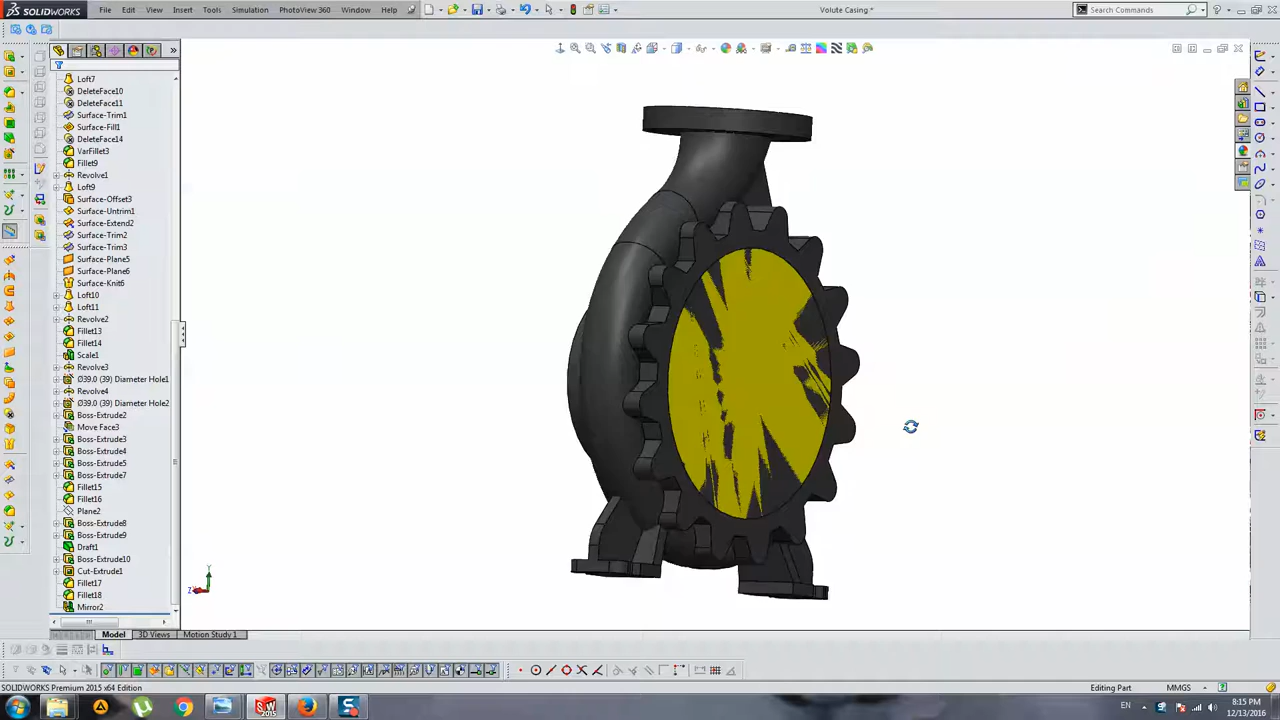 SOLIDWORKS File Edit View Insert Tools Simulation PhotoView 360 Window Help Volute Casing * Search Commands
Loft7
DeleteFace10
DeleteFace11
Surface-Trim1
Surface-Fill1
DeleteFace14
VarFillet3
Fillet9
Revolve1
Loft9
Surface-Offset3
Surface-Untrim1
Surface-Extend2
Surface-Trim2
Surface-Trim3
Surface-Plane5
Surface-Plane6
Surface-Knit6
Loft10
Loft11
Revolve2
Fillet13
Fillet14
Scale1
Revolve3
Ø39.0 (39) Diameter Hole1
Revolve4
Ø39.0 (39) Diameter Hole2
Boss-Extrude2
Move Face3
Boss-Extrude3
Boss-Extrude4
Boss-Extrude5
Boss-Extrude7
Fillet15
Fillet16
Plane2
Boss-Extrude8
Boss-Extrude9
Draft1
Boss-Extrude10
Cut-Extrude1
Fillet17
Fillet18
Mirror2
Y
Z
Model 3D Views Motion Study 1
SOLIDWORKS Premium 2015 x64 Edition Editing Part MMGS
EN 8:15 PM
12/13/2016